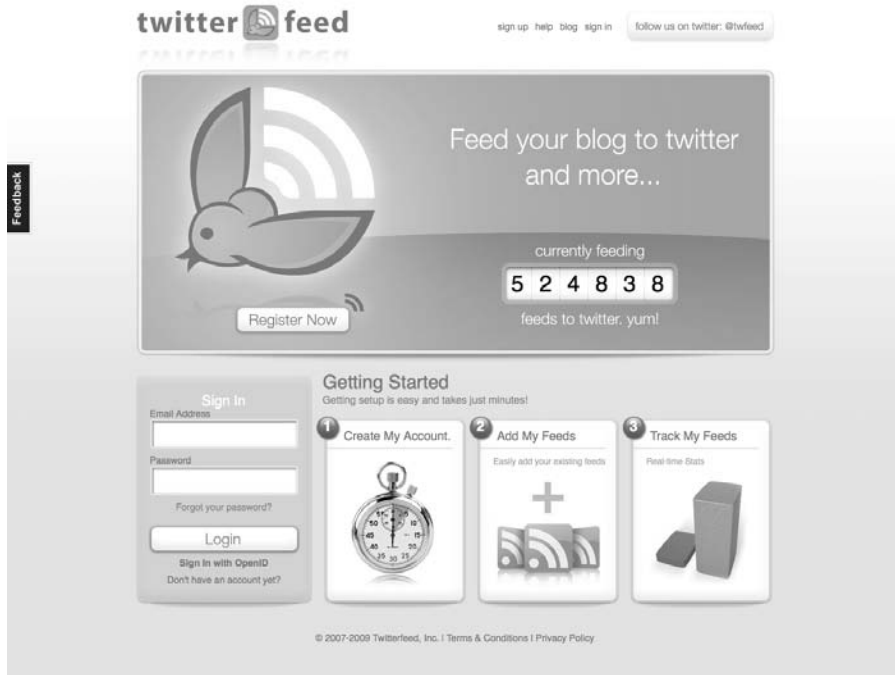 twitter feed
sign up help blog sign in
follow us on twitter: @twfeed
Feedback
Feed your blog to twitter
and more...
currently feeding
5 2 4 8 3 8
feeds to twitter. yum!
Register Now
Sign In
Email Address
Password
Forgot your password?
Login
Sign In with OpenID
Don't have an account yet?
Getting Started
Getting setup is easy and takes just minutes!
1 Create My Account.
2 Add My Feeds
Easily add your existing feeds
3 Track My Feeds
Real-time Stats
© 2007-2009 Twitterfeed, Inc. | Terms & Conditions | Privacy Policy